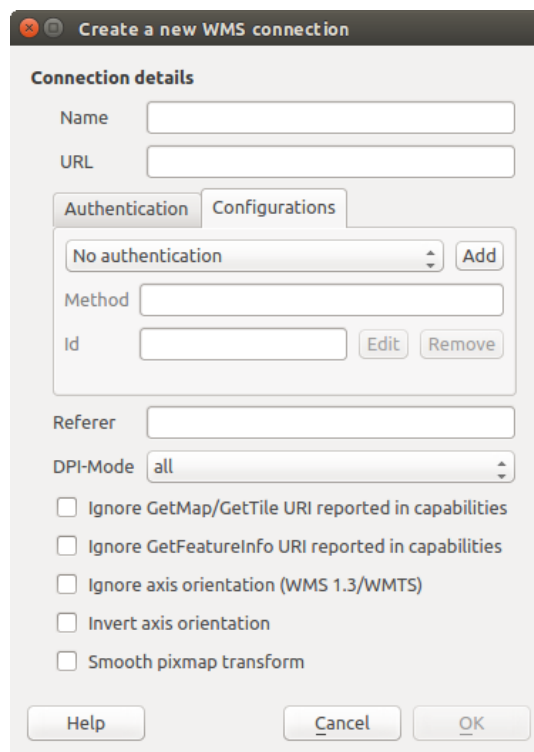 Create a new WMS connection
Connection details
Name
URL
Authentication Configurations
No authentication Add
Method
Id Edit Remove
Referer
DPI-Mode all
Ignore GetMap/GetTile URI reported in capabilities
Ignore GetFeatureInfo URI reported in capabilities
Ignore axis orientation (WMS 1.3/WMTS)
Invert axis orientation
Smooth pixmap transform
Help Cancel OK